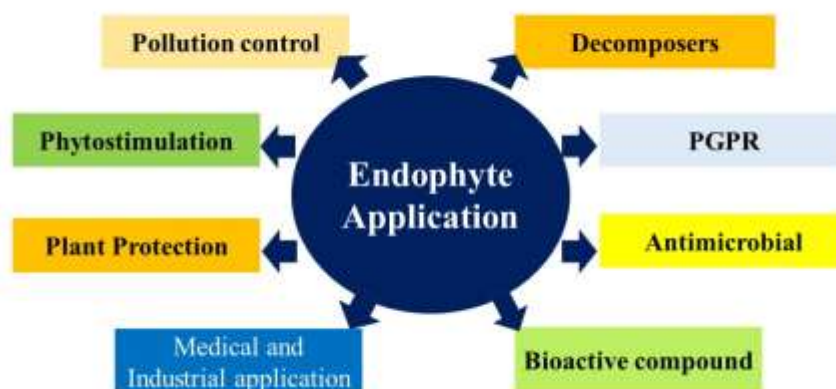 Pollution control
Decomposers
Phytostimulation
PGPR
Endophyte
Application
Plant Protection
Antimicrobial
Medical and
Industrial application
Bioactive compound